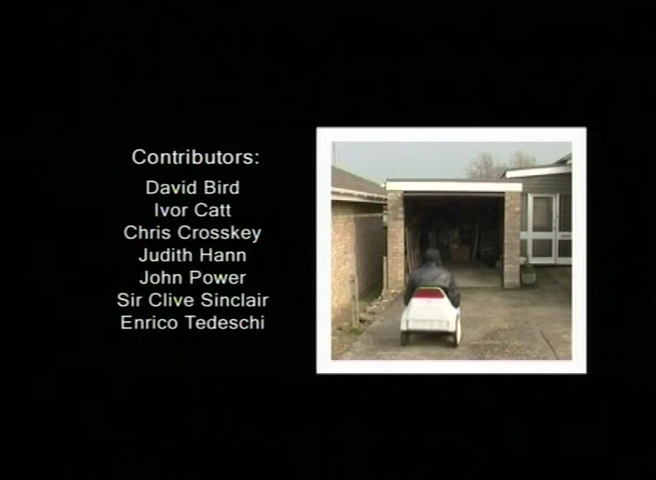 Contributors:
David Bird
Ivor Catt
Chris Crosskey
Judith Hann
John Power
Sir Clive Sinclair
Enrico Tedeschi